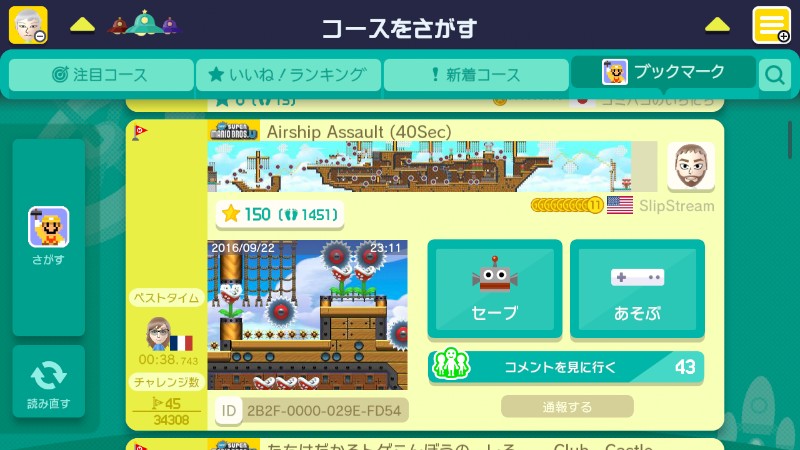 コースをさがす
注目コース
いいね!ランキング
新着コース
ブックマーク
SUPER
MARIO BROS. U
Airship Assault (40Sec)
150 ( 1451)
11
SlipStream
さがす
読み直す
2016/09/22 23:11
ベストタイム
00:38.743
チャレンジ数
45
34308
セーブ
あそぶ
コメントを見に行く 43
ID 2B2F-0000-029E-FD54
通報する